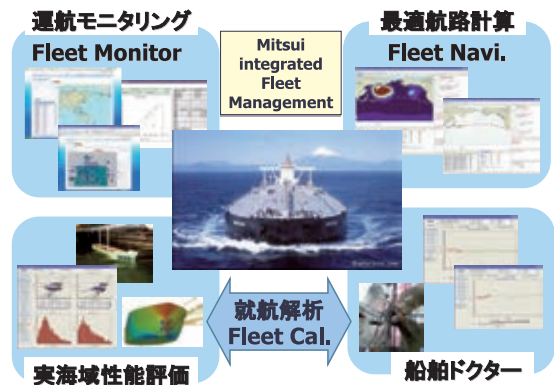 運航モニタリング
Fleet Monitor
Mitsui
integrated
Fleet
Management
最適航路計算
Fleet Navi.
就航解析
Fleet Cal.
実海域性能評価
船舶ドクター